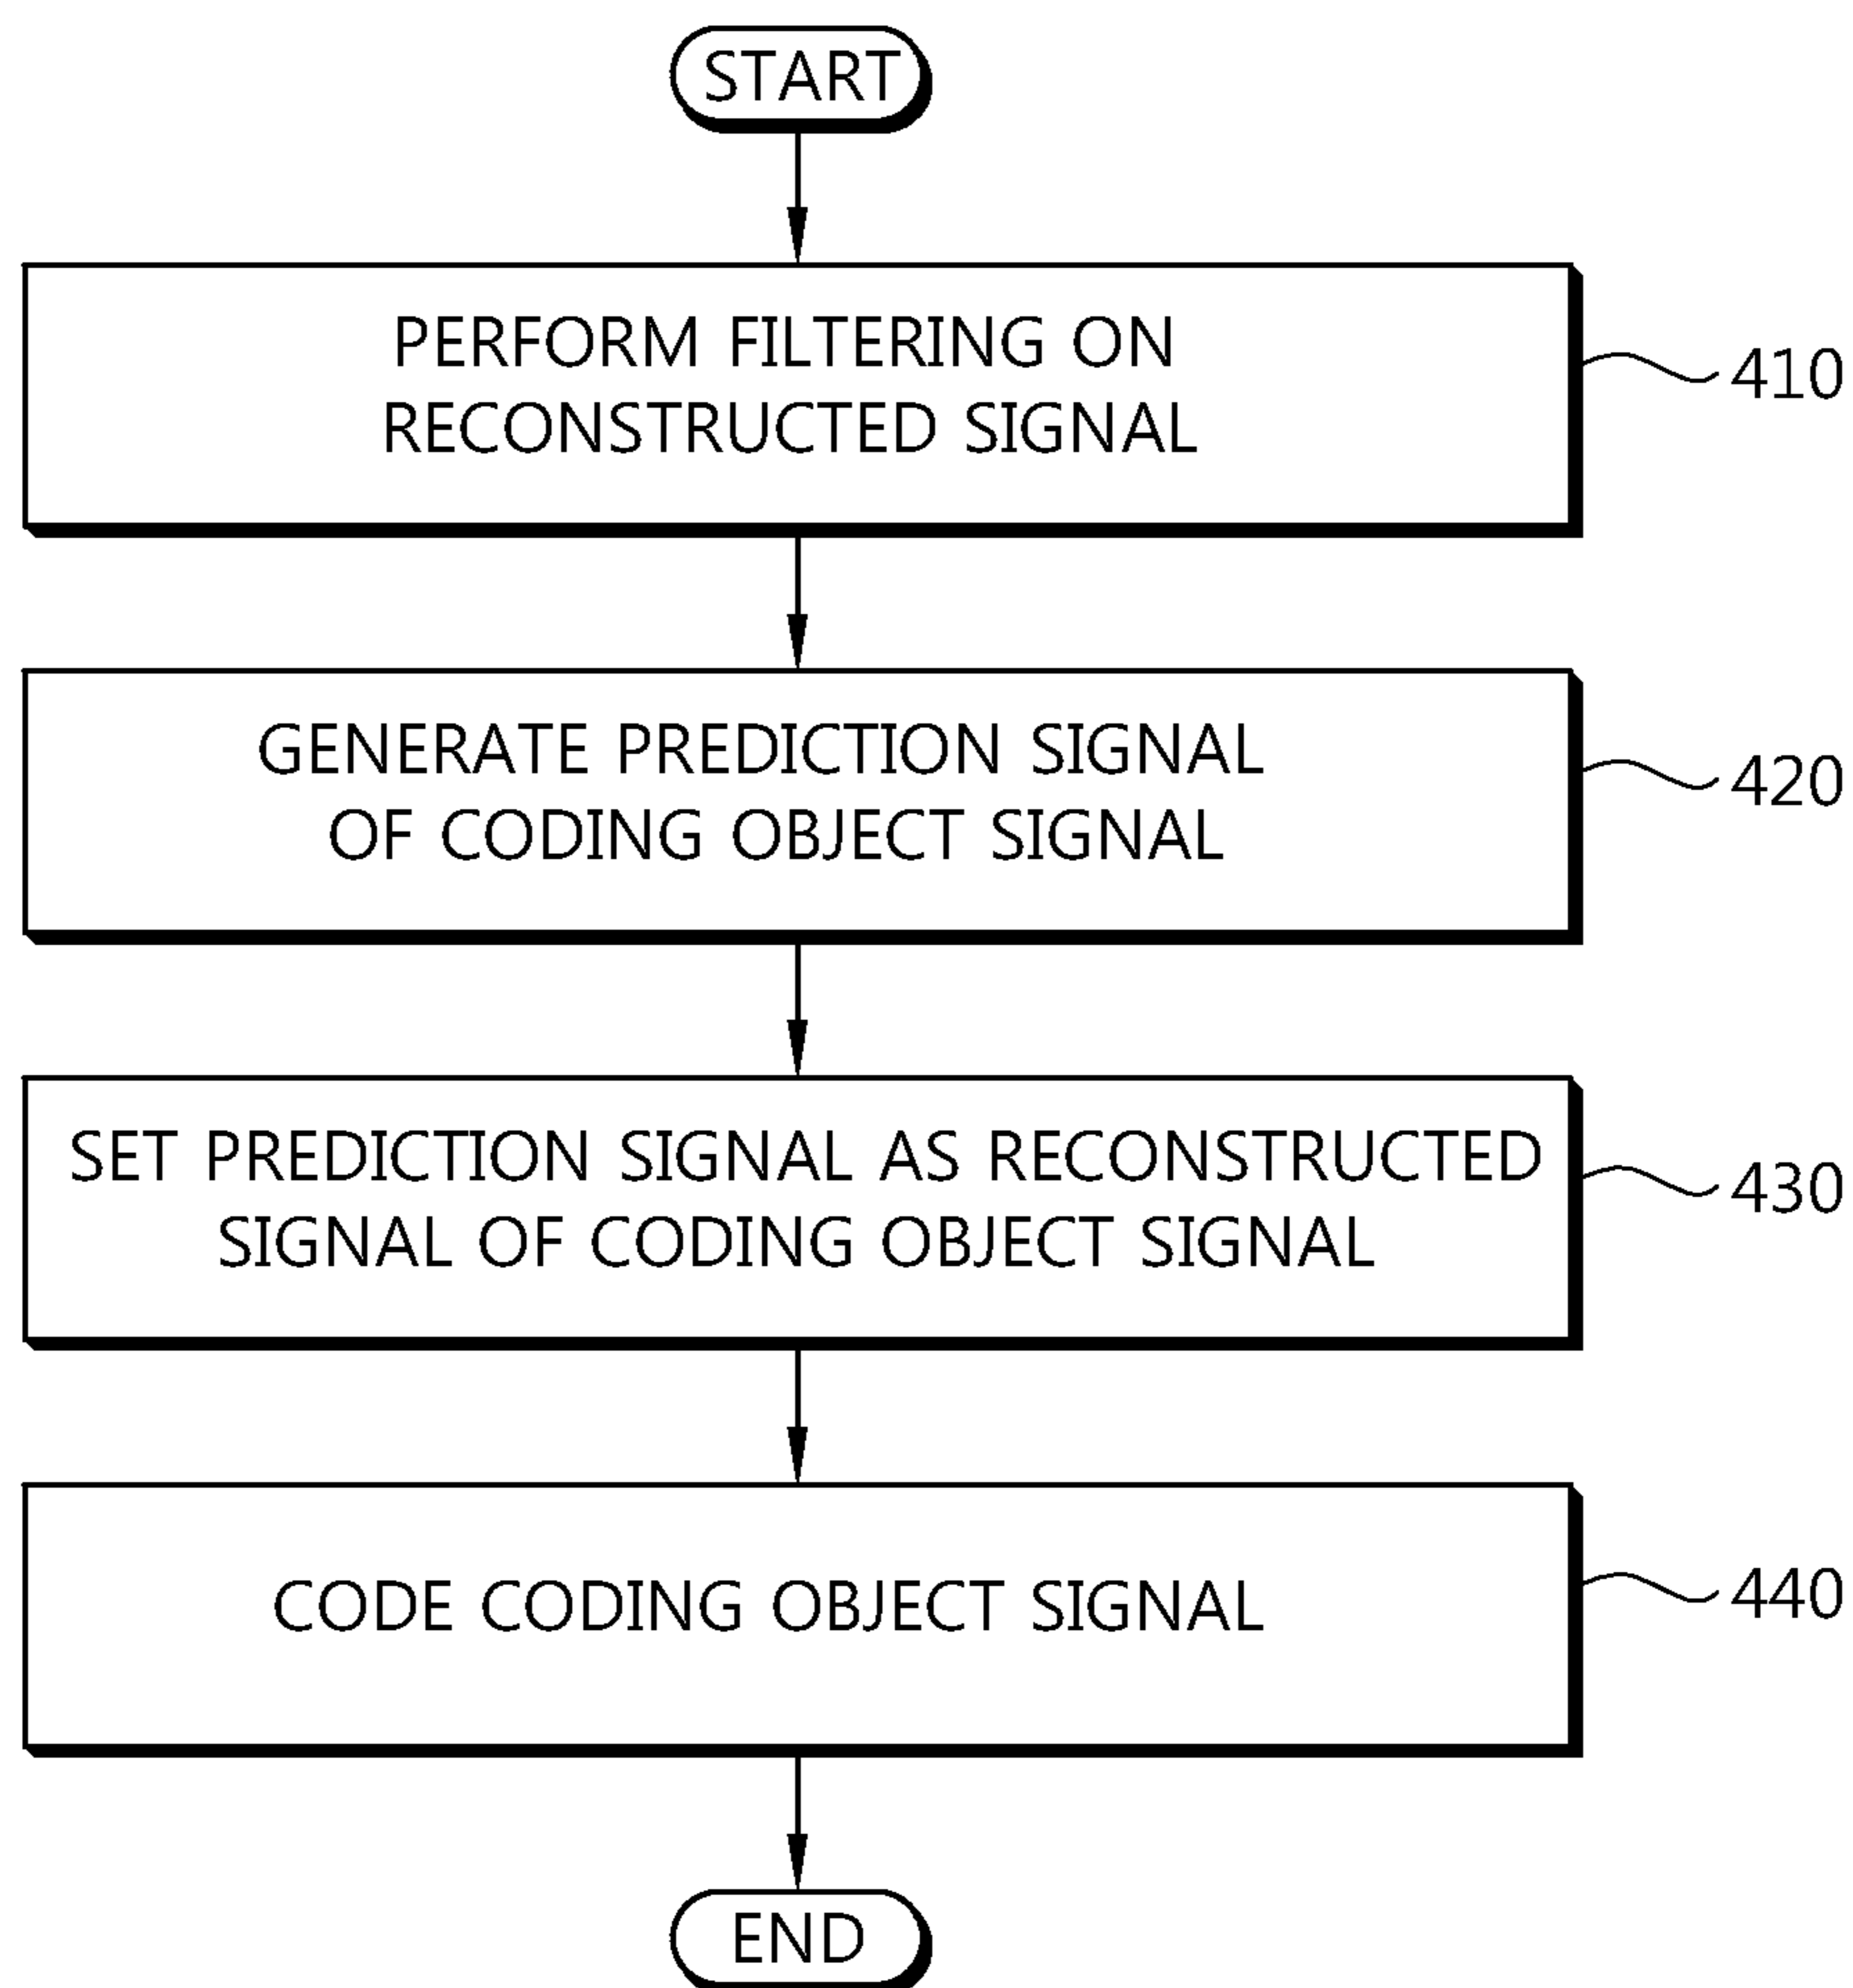 START
PERFORM FILTERING ON
RECONSTRUCTED SIGNAL
410
GENERATE PREDICTION SIGNAL
OF CODING OBJECT SIGNAL
420
SET PREDICTION SIGNAL AS RECONSTRUCTED
SIGNAL OF CODING OBJECT SIGNAL
430
CODE CODING OBJECT SIGNAL
440
END